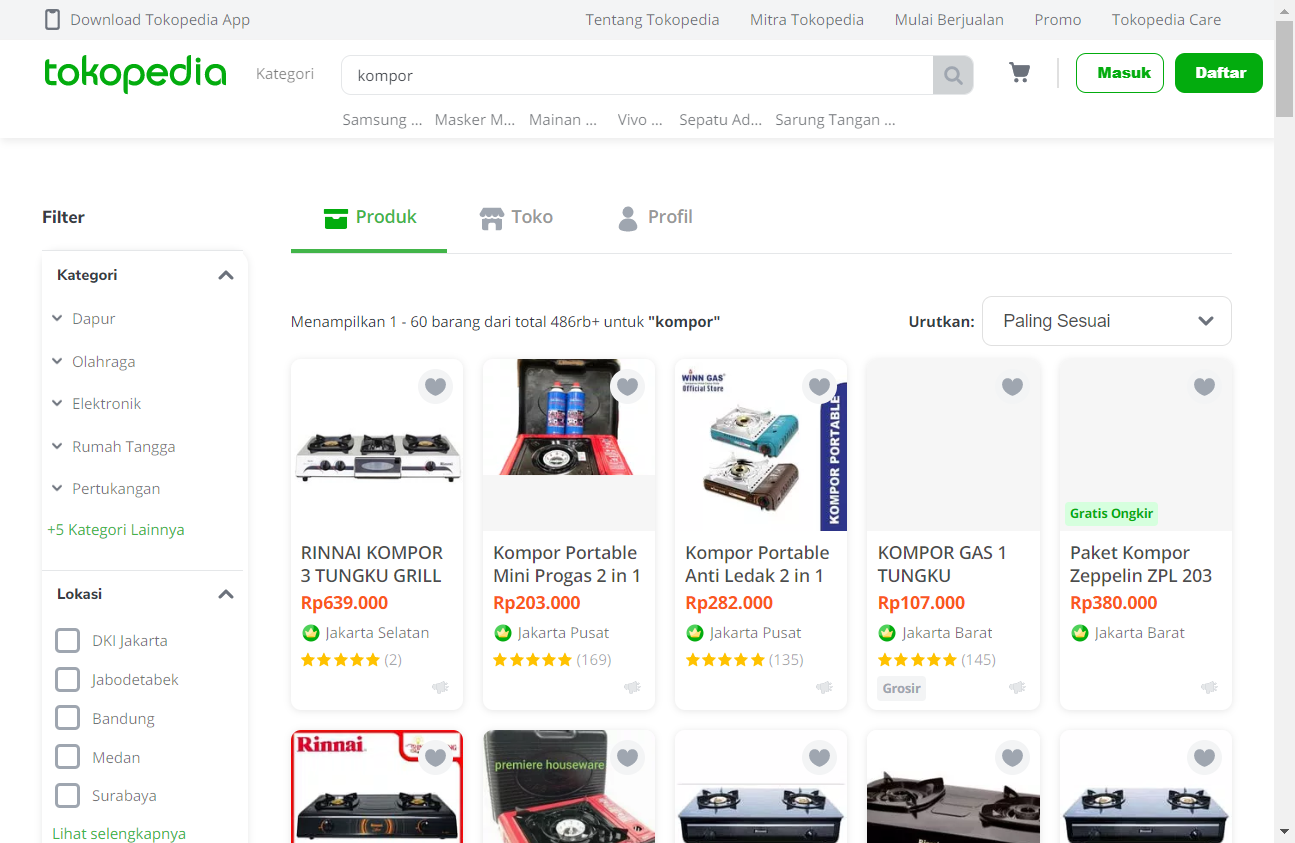 Download Tokopedia App
Tentang Tokopedia
Mitra Tokopedia
Mulai Berjualan
Promo
Tokopedia Care
tokopedia
Kategori
kompor
Masuk
Daftar
Samsung ...
Masker M...
Mainan ...
Vivo ...
Sepatu Ad...
Sarung Tangan ...
Filter
Kategori
Dapur
Olahraga
Elektronik
Rumah Tangga
Pertukangan
+5 Kategori Lainnya
Lokasi
DKI Jakarta
Jabodetabek
Bandung
Medan
Surabaya
Lihat selengkapnya
Produk
Toko
Profil
Menampilkan 1 - 60 barang dari total 486rb+ untuk "kompor"
Urutkan:
Paling Sesuai
RINNAI KOMPOR
3 TUNGKU GRILL
Rp639.000
Jakarta Selatan
(2)
Kompor Portable
Mini Progas 2 in 1
Rp203.000
Jakarta Pusat
(169)
WINN GAS
Official Store
KOMPOR PORTABLE
Kompor Portable
Anti Ledak 2 in 1
Rp282.000
Jakarta Pusat
(135)
KOMPOR GAS 1
TUNGKU
Rp107.000
Jakarta Barat
(145)
Grosir
Gratis Ongkir
Paket Kompor
Zeppelin ZPL 203
Rp380.000
Jakarta Barat
Rinnai
premiere houseware